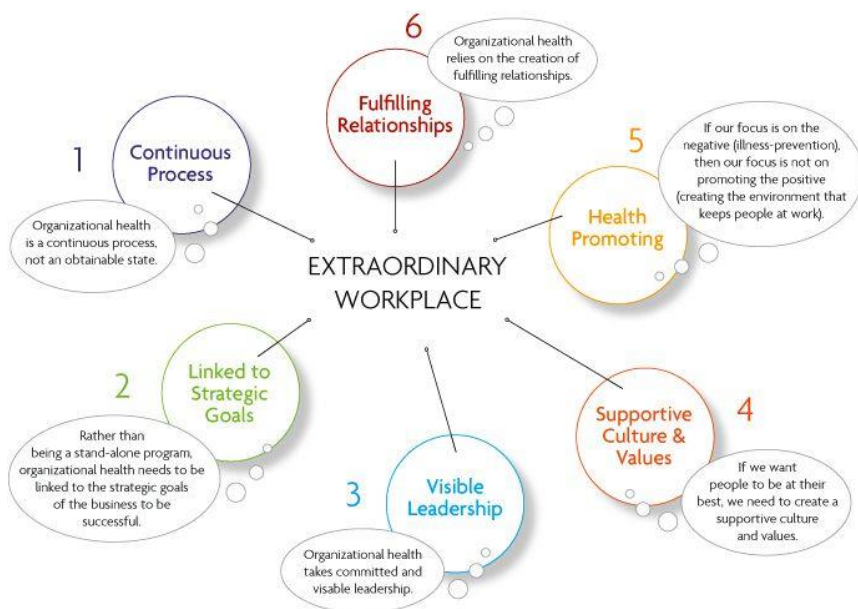 EXTRAORDINARY
WORKPLACE
1
Continuous
Process
Organizational health
is a continuous process,
not an obtainable state.
2
Linked to
Strategic
Goals
Rather than
being a stand-alone program,
organizational health needs to be
linked to the strategic goals
of the business to be
successful.
3
Visible
Leadership
Organizational health
takes committed and
visable leadership.
4
Supportive
Culture &
Values
If we want
people to be at their
best, we need to create a
supportive culture
and values.
5
Health
Promoting
If our focus is on the
negative (illness-prevention),
then our focus is not on
promoting the positive
(creating the environment that
keeps people at work).
6
Fulfilling
Relationships
Organizational health
relies on the creation of
fulfilling relationships.